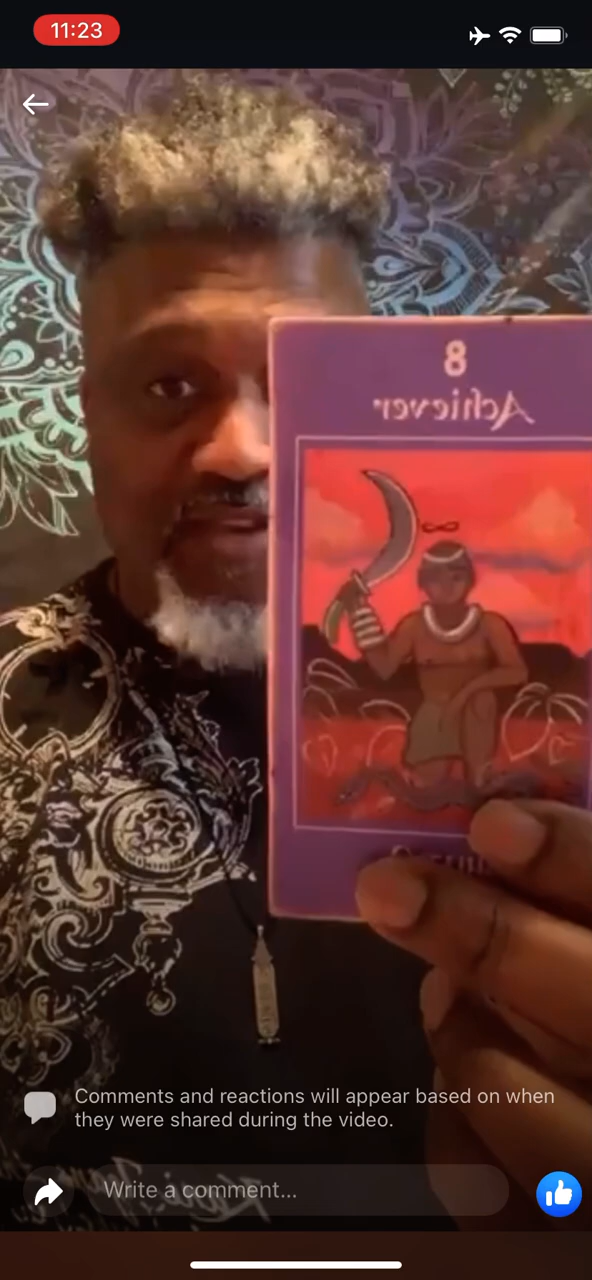 11:23
8
Achiever
Comments and reactions will appear based on when
they were shared during the video.
Write a comment...